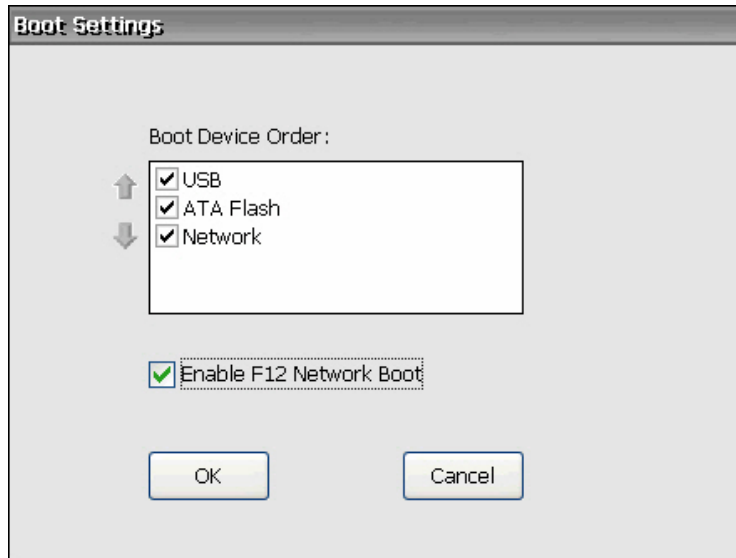 Boot Settings
Boot Device Order:
USB
ATA Flash
Network
Enable F12 Network Boot
OK
Cancel